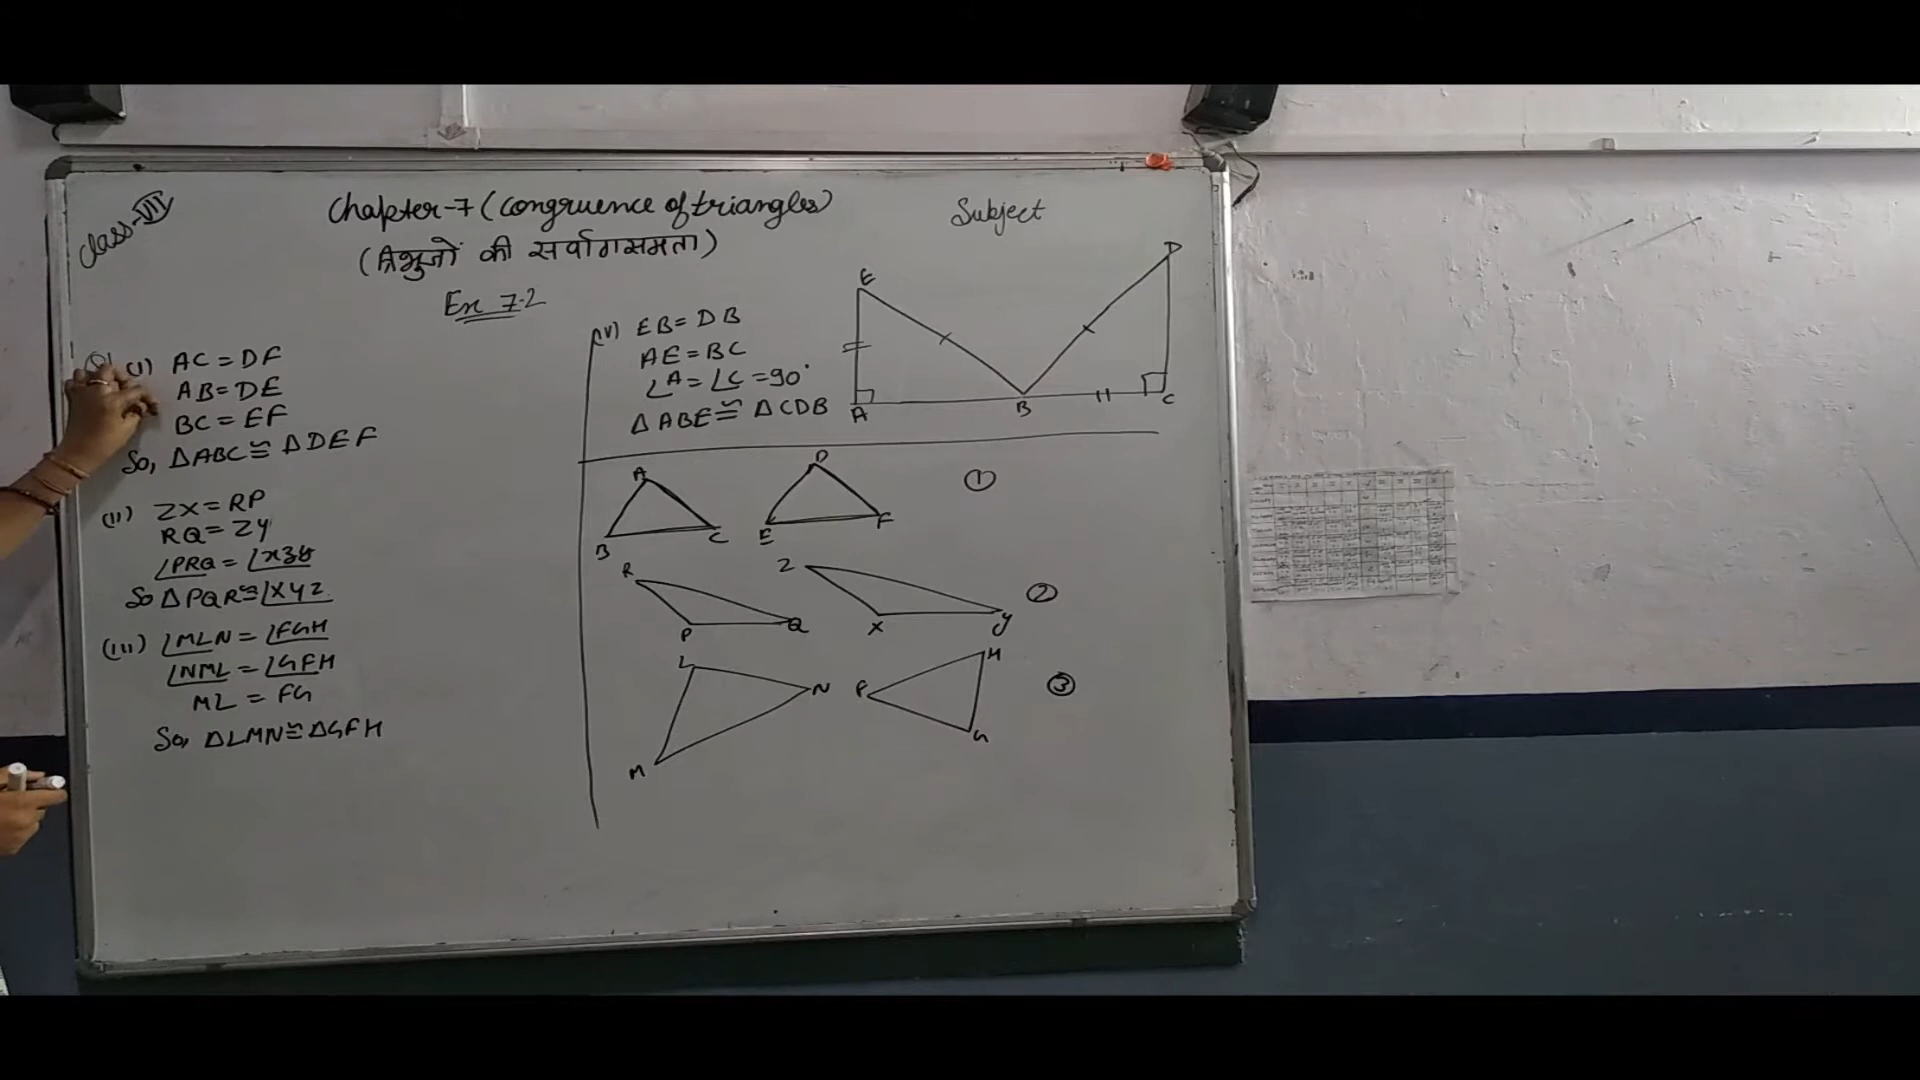 Class-VII
Chapter-7 (Congruence of triangles)
Subject
(त्रिभुजों की सर्वागसमता)
Ex 7.2
(I) AC = DF
AB = DE
BC = EF
So, ΔABC ≅ ΔDEF
(II) ZX = RP
RQ = ZY
∠PRQ = ∠XZY
So ΔPQR ≅ ∠XYZ
(III) ∠MLN = ∠FGH
∠NML = ∠GFH
ML = FG
So, ΔLMN ≅ ΔGFH
(IV) EB = DB
AE = BC
∠A = ∠C = 90°
ΔABE ≅ ΔCDB
E
D
A
B
C
A
D
①
B
C
E
F
R
Z
②
P
Q
X
Y
L
N
F
H
③
M
G